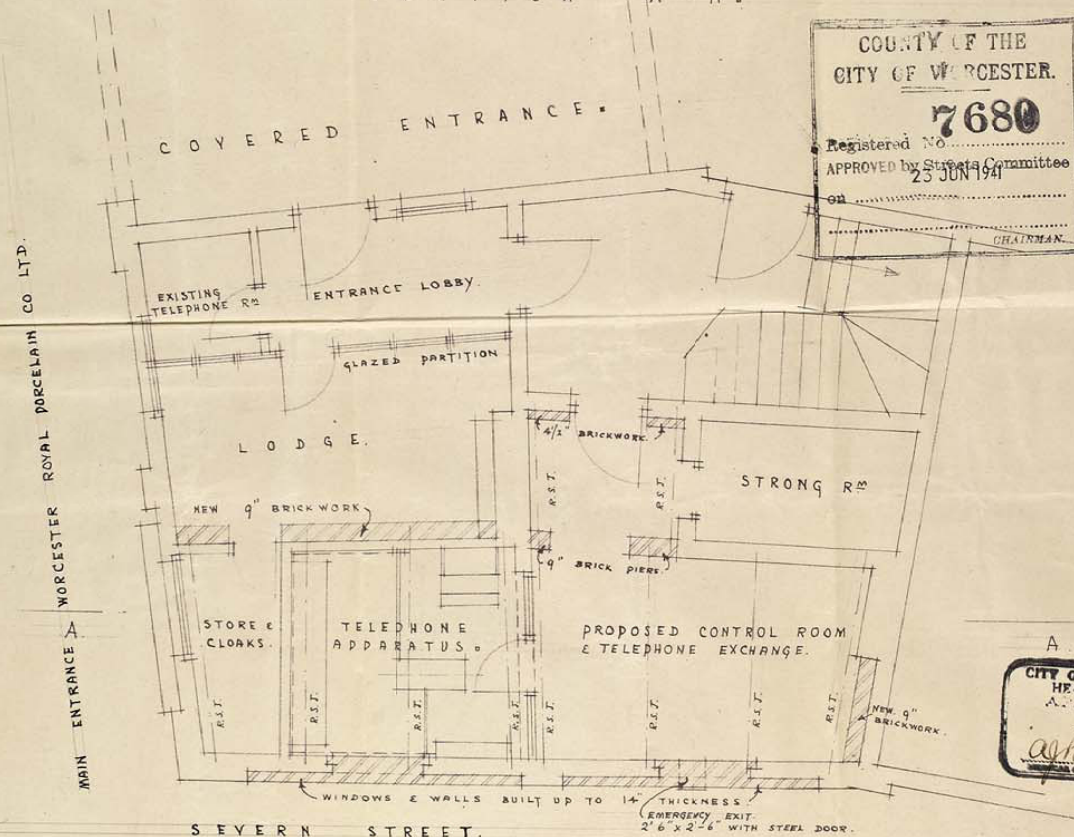 COVERED ENTRANCE.
COUNTY OF THE
CITY OF WORCESTER.
7680
Registered No
APPROVED by Streets Committee
on 23 JUN 1941
CHAIRMAN.
EXISTING
TELEPHONE RM
ENTRANCE LOBBY.
GLAZED PARTITION
LODGE.
4½" BRICKWORK.
STRONG RM
R.S.J.
R.S.J.
NEW 9" BRICKWORK
9" BRICK PIERS.
STORE &
CLOAKS.
TELEPHONE
APPARATUS.
PROPOSED CONTROL ROOM
& TELEPHONE EXCHANGE.
R.S.J.
R.S.J.
R.S.J.
R.S.J.
R.S.J.
R.S.J.
R.S.J.
R.S.J.
NEW 9"
BRICKWORK.
WINDOWS & WALLS BUILT UP TO 14" THICKNESS.
EMERGENCY EXIT.
2'6" x 2'-6" WITH STEEL DOOR.
SEVERN STREET.
MAIN ENTRANCE WORCESTER ROYAL PORCELAIN CO LTD.
A.
A.
CITY